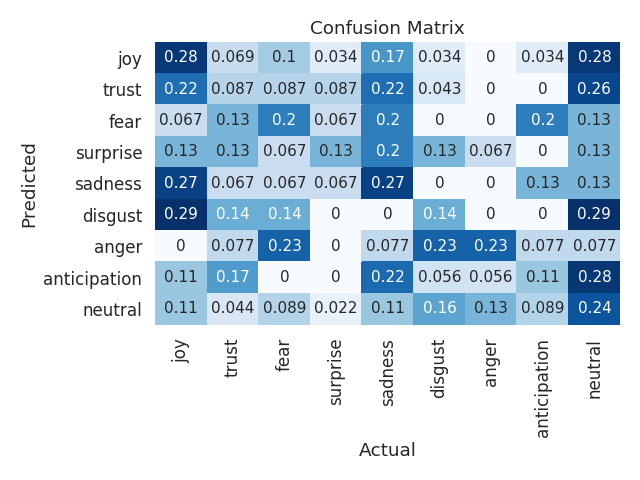 Confusion Matrix
joy 0.28 0.069 0.1 0.034 0.17 0.034 0 0.034 0.28
trust 0.22 0.087 0.087 0.087 0.22 0.043 0 0 0.26
fear 0.067 0.13 0.2 0.067 0.2 0 0 0.2 0.13
surprise 0.13 0.13 0.067 0.13 0.2 0.13 0.067 0 0.13
sadness 0.27 0.067 0.067 0.067 0.27 0 0 0.13 0.13
disgust 0.29 0.14 0.14 0 0 0.14 0 0 0.29
anger 0 0.077 0.23 0 0.077 0.23 0.23 0.077 0.077
anticipation 0.11 0.17 0 0 0.22 0.056 0.056 0.11 0.28
neutral 0.11 0.044 0.089 0.022 0.11 0.16 0.13 0.089 0.24
Predicted
joy trust fear surprise sadness disgust anger anticipation neutral
Actual